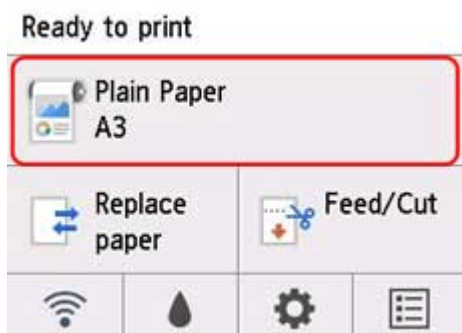 Ready to print
Plain Paper
A3
Replace
paper
Feed/Cut